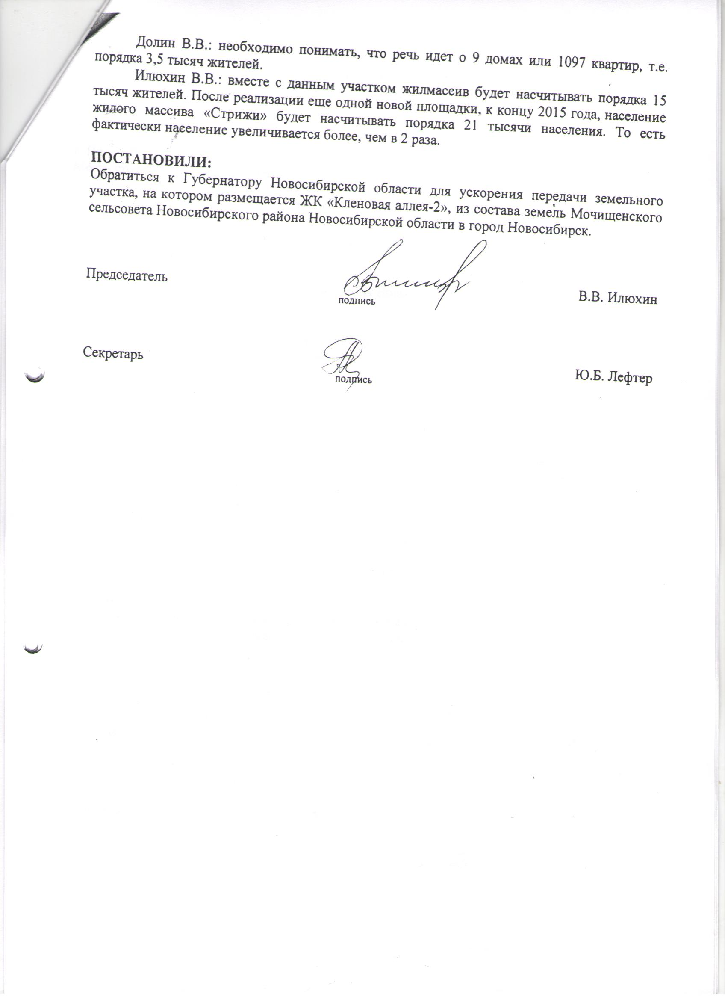 Долин В.В.: необходимо понимать, что речь идет о 9 домах или 1097 квартир, т.е.
порядка 3,5 тысяч жителей.
Илюхин В.В.: вместе с данным участком жилмассив будет насчитывать порядка 15
тысяч жителей. После реализации еще одной новой площадки, к концу 2015 года, население
жилого массива «Стрижи» будет насчитывать порядка 21 тысячи населения. То есть
фактически население увеличивается более, чем в 2 раза.
ПОСТАНОВИЛИ:
Обратиться к Губернатору Новосибирской области для ускорения передачи земельного
участка, на котором размещается ЖК «Кленовая аллея-2», из состава земель Мочищенского
сельсовета Новосибирского района Новосибирской области в город Новосибирск.
Председатель
подпись
В.В. Илюхин
Секретарь
подпись
Ю.Б. Лефтер